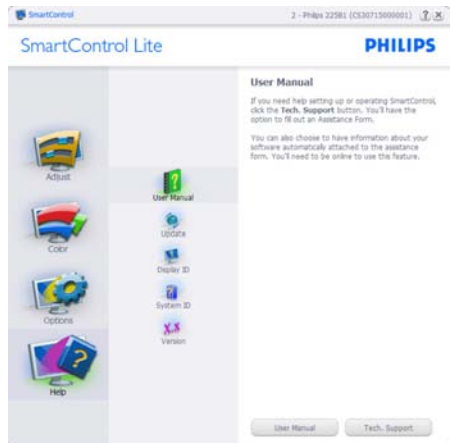 SmartControl
2 - Philips 225B1 (CS30715000001)
? X
SmartControl Lite
PHILIPS
Adjust
Color
Options
Help
User Manual
Update
Display ID
System ID
X.X
Version
User Manual
If you need help setting up or operating SmartControl,
click the Tech. Support button. You'll have the
option to fill out an Assistance Form.
You can also choose to have information about your
software automatically attached to the assistance
form. You'll need to be online to use this feature.
User Manual
Tech. Support